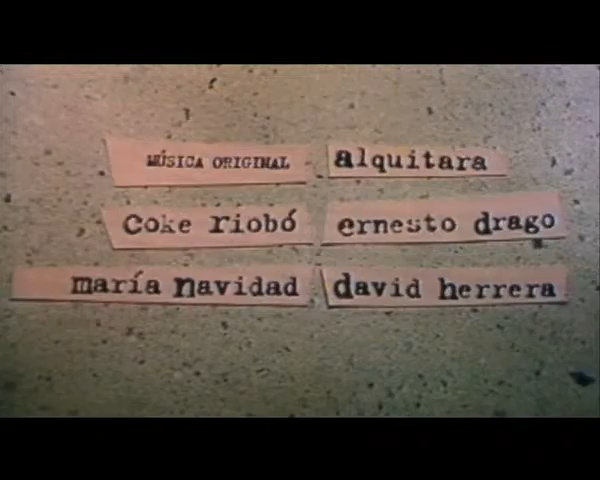 MÚSICA ORIGINAL alquitara
Coke riobó ernesto drago
maría Navidad david herrera